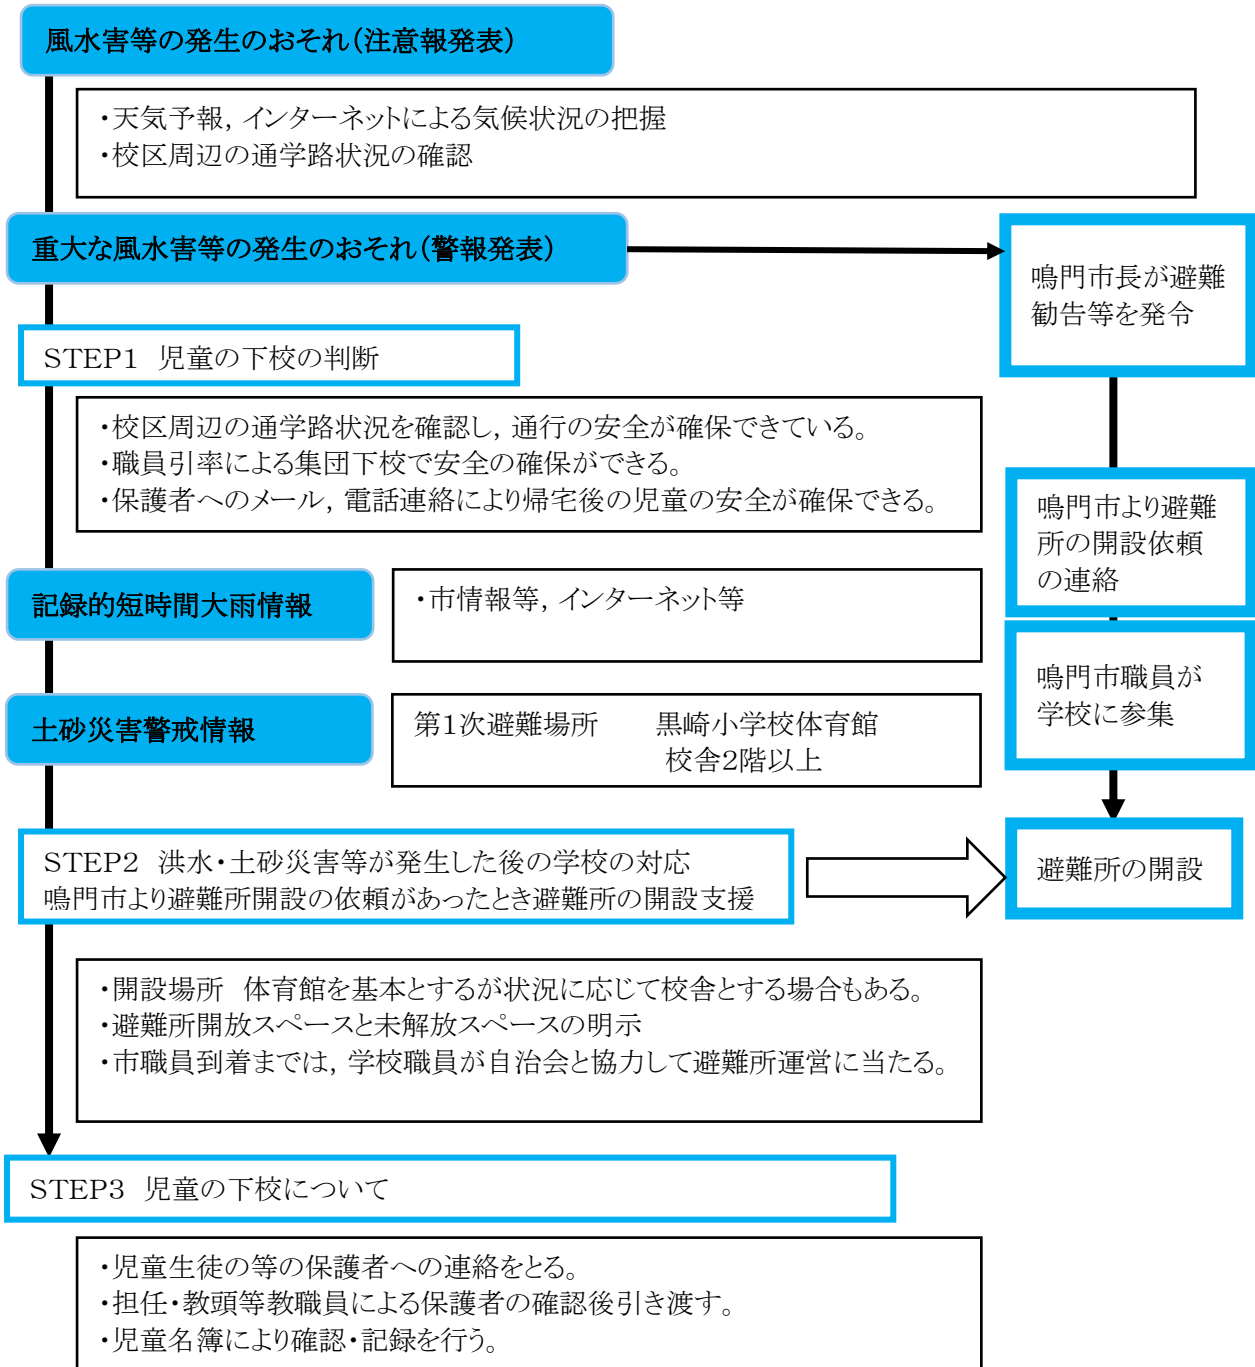 風水害等の発生のおそれ(注意報発表)
・天気予報,インターネットによる気候状況の把握
・校区周辺の通学路状況の確認
重大な風水害等の発生のおそれ(警報発表)
鳴門市長が避難
勧告等を発令
STEP1 児童の下校の判断
・校区周辺の通学路状況を確認し,通行の安全が確保できている。
・職員引率による集団下校で安全の確保ができる。
・保護者へのメール,電話連絡により帰宅後の児童の安全が確保できる。
鳴門市より避難
所の開設依頼
の連絡
記録的短時間大雨情報
・市情報等,インターネット等
鳴門市職員が
学校に参集
土砂災害警戒情報
第1次避難場所 黒崎小学校体育館
校舎2階以上
STEP2 洪水・土砂災害等が発生した後の学校の対応
鳴門市より避難所開設の依頼があったとき避難所の開設支援
避難所の開設
・開設場所 体育館を基本とするが状況に応じて校舎とする場合もある。
・避難所開放スペースと未解放スペースの明示
・市職員到着までは,学校職員が自治会と協力して避難所運営に当たる。
STEP3 児童の下校について
・児童生徒の等の保護者への連絡をとる。
・担任・教頭等教職員による保護者の確認後引き渡す。
・児童名簿により確認・記録を行う。